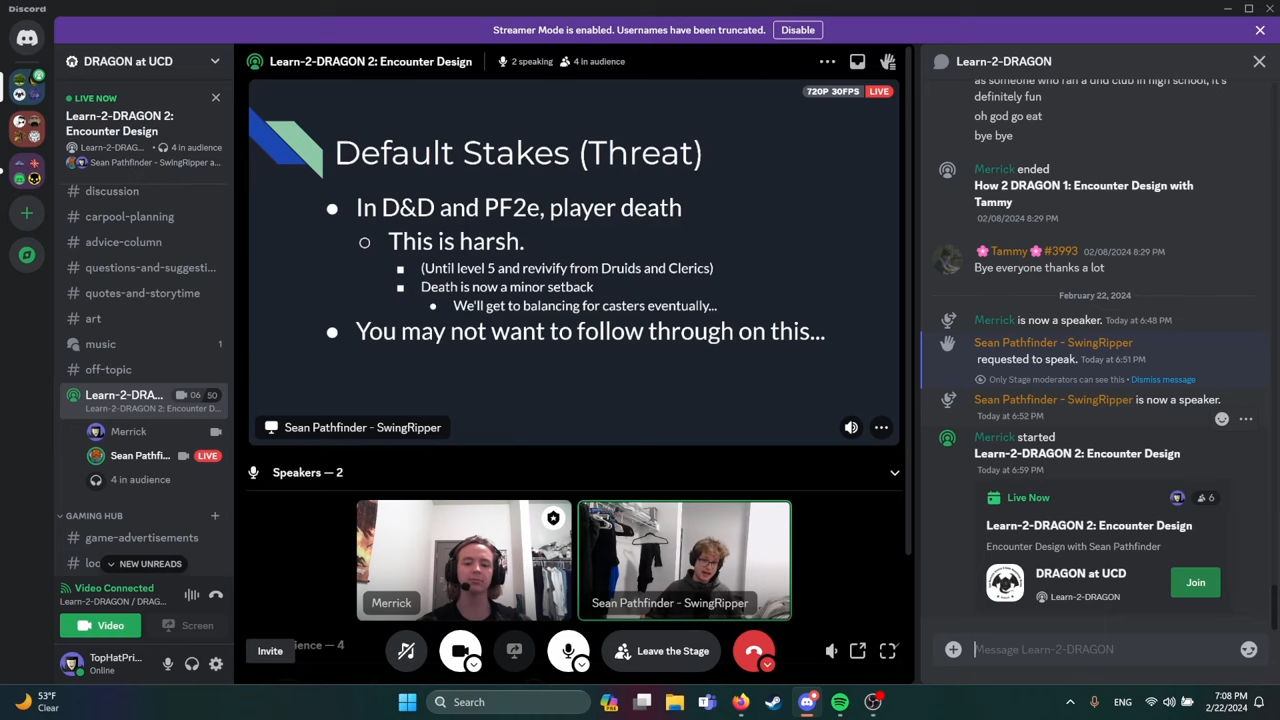 Discord
Streamer Mode is enabled. Usernames have been truncated.
Disable
DRAGON at UCD
LIVE NOW
Learn-2-DRAGON 2:
Encounter Design
Learn-2-DRAG...
4 in audience
Sean Pathfinder - SwingRipper a...
discussion
carpool-planning
advice-column
questions-and-suggesti...
quotes-and-storytime
art
music
1
off-topic
Learn-2-DRA...
06 50
Learn-2-DRAGON 2: Encounter D...
Merrick
Sean Pathfi...
LIVE
4 in audience
GAMING HUB
game-advertisements
NEW UNREADS
Video Connected
Learn-2-DRAGON / DRAG...
Video
Screen
TopHatPri...
Online
Learn-2-DRAGON 2: Encounter Design
2 speaking
4 in audience
720P 30FPS
LIVE
Default Stakes (Threat)
In D&D and PF2e, player death
This is harsh.
(Until level 5 and revivify from Druids and Clerics)
Death is now a minor setback
We'll get to balancing for casters eventually...
You may not want to follow through on this...
Sean Pathfinder - SwingRipper
Speakers — 2
Merrick
Sean Pathfinder - SwingRipper
Invite
dience — 4
Leave the Stage
Learn-2-DRAGON
as someone who ran a dnd club in high school, it's
definitely fun
oh god go eat
bye bye
Merrick ended
How 2 DRAGON 1: Encounter Design with
Tammy
02/08/2024 8:29 PM
🌸Tammy🌸#3993 02/08/2024 8:29 PM
Bye everyone thanks a lot
February 22, 2024
Merrick is now a speaker. Today at 6:48 PM
Sean Pathfinder - SwingRipper
requested to speak. Today at 6:51 PM
Only Stage moderators can see this • Dismiss message
Sean Pathfinder - SwingRipper is now a speaker.
Today at 6:52 PM
Merrick started
Learn-2-DRAGON 2: Encounter Design
Today at 6:59 PM
Live Now
6
Learn-2-DRAGON 2: Encounter Design
Encounter Design with Sean Pathfinder
DRAGON at UCD
Learn-2-DRAGON
Join
Message Learn-2-DRAGON
53°F
Clear
Search
ENG
7:08 PM
2/22/2024